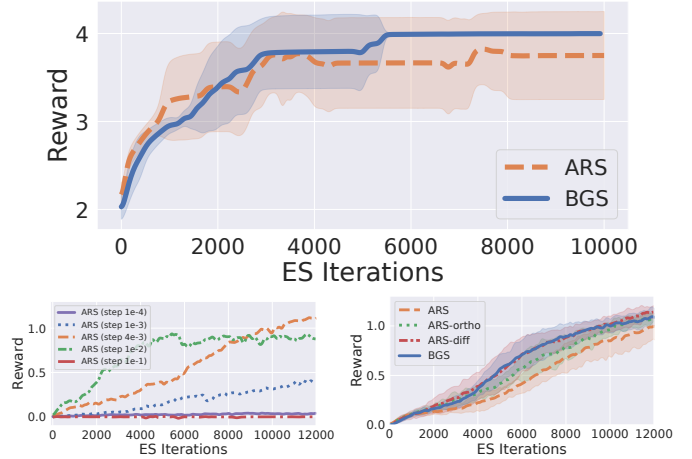 4
3
2
Reward
ARS
BGS
0 2000 4000 6000 8000 10000
ES Iterations
ARS (step 1e-4)
ARS (step 1e-3)
ARS (step 4e-3)
ARS (step 1e-2)
ARS (step 1e-1)
1.0
0.5
0.0
Reward
0 2000 4000 6000 8000 10000 12000
ES Iterations
ARS
ARS-ortho
ARS-diff
BGS
1.0
0.5
0.0
Reward
0 2000 4000 6000 8000 10000 12000
ES Iterations